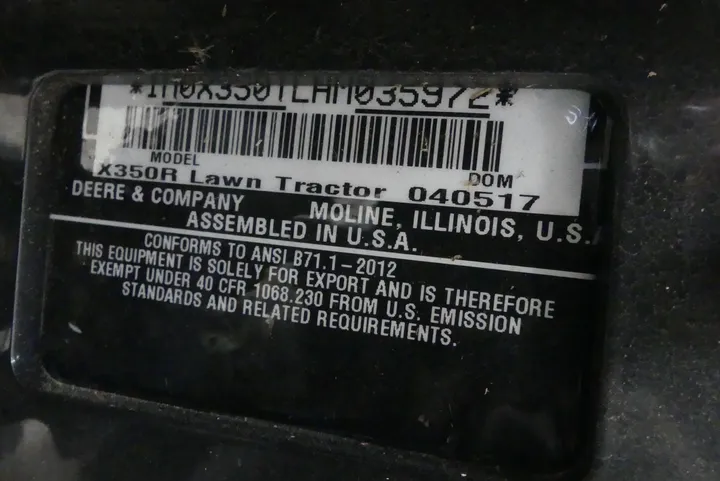 *1M0X350TLHM035972*
MODEL DOM
X350R Lawn Tractor 040517
DEERE & COMPANY MOLINE, ILLINOIS, U.S.
ASSEMBLED IN U.S.A.
CONFORMS TO ANSI B71.1-2012
THIS EQUIPMENT IS SOLELY FOR EXPORT AND IS THEREFORE
EXEMPT UNDER 40 CFR 1068.230 FROM U.S. EMISSION
STANDARDS AND RELATED REQUIREMENTS.